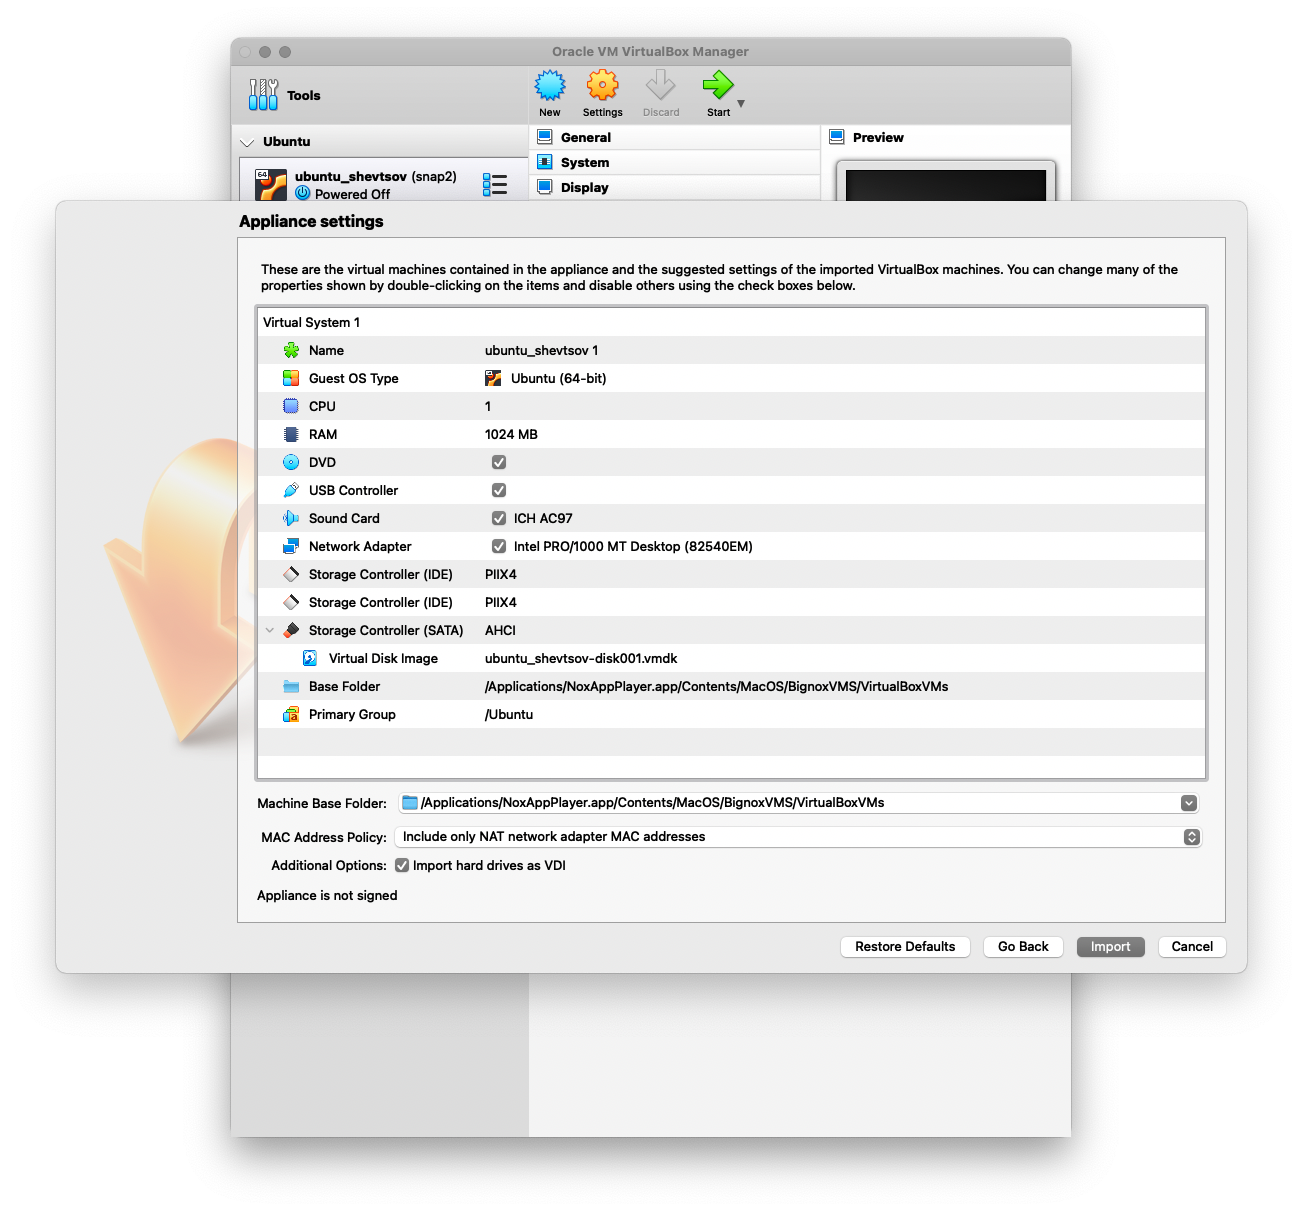 Oracle VM VirtualBox Manager
Tools
New Settings Discard Start
Ubuntu
General
Preview
64
ubuntu_shevtsov (snap2)
System
Powered Off
Display
Appliance settings
These are the virtual machines contained in the appliance and the suggested settings of the imported VirtualBox machines. You can change many of the
properties shown by double-clicking on the items and disable others using the check boxes below.
Virtual System 1
Name ubuntu_shevtsov 1
Guest OS Type Ubuntu (64-bit)
CPU 1
RAM 1024 MB
DVD
USB Controller
Sound Card ICH AC97
Network Adapter Intel PRO/1000 MT Desktop (82540EM)
Storage Controller (IDE) PIIX4
Storage Controller (IDE) PIIX4
Storage Controller (SATA) AHCI
Virtual Disk Image ubuntu_shevtsov-disk001.vmdk
Base Folder /Applications/NoxAppPlayer.app/Contents/MacOS/BignoxVMS/VirtualBoxVMs
Primary Group /Ubuntu
Machine Base Folder: /Applications/NoxAppPlayer.app/Contents/MacOS/BignoxVMS/VirtualBoxVMs
MAC Address Policy: Include only NAT network adapter MAC addresses
Additional Options: Import hard drives as VDI
Appliance is not signed
Restore Defaults Go Back Import Cancel